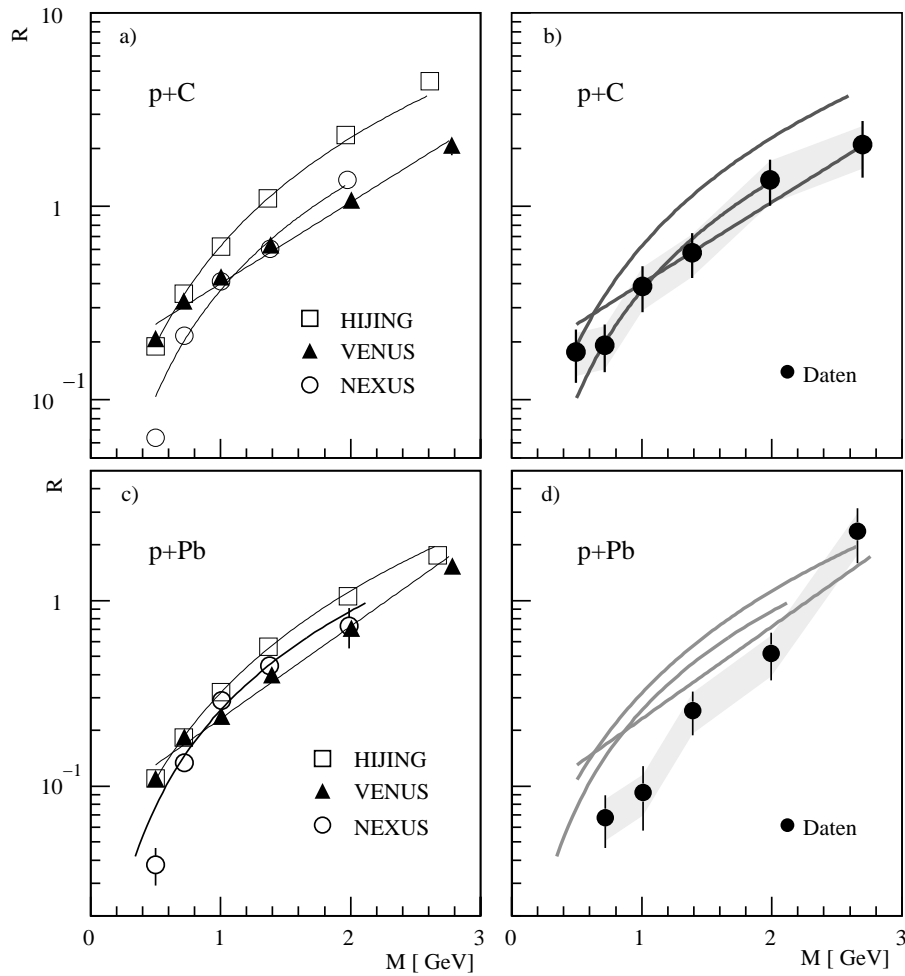 R
10
1
10⁻¹
a)
p+C
HIJING
VENUS
NEXUS
b)
p+C
Daten
R
1
10⁻¹
c)
p+Pb
HIJING
VENUS
NEXUS
0 1 2 3
M [ GeV]
d)
p+Pb
Daten
0 1 2 3
M [ GeV]